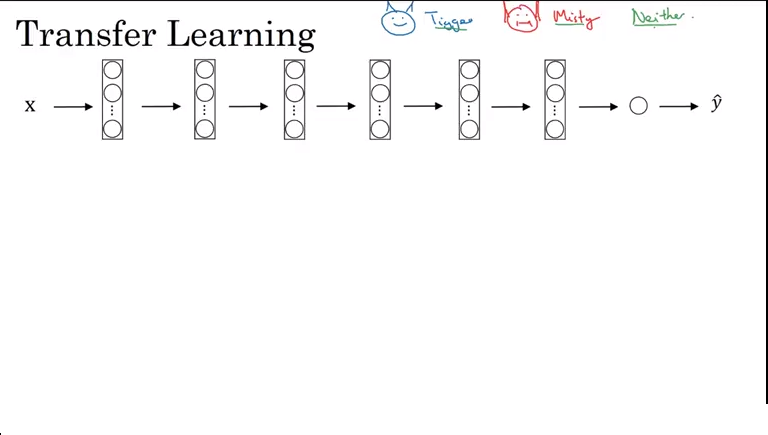 Transfer Learning
Tigger Misty Neither.
x ŷ